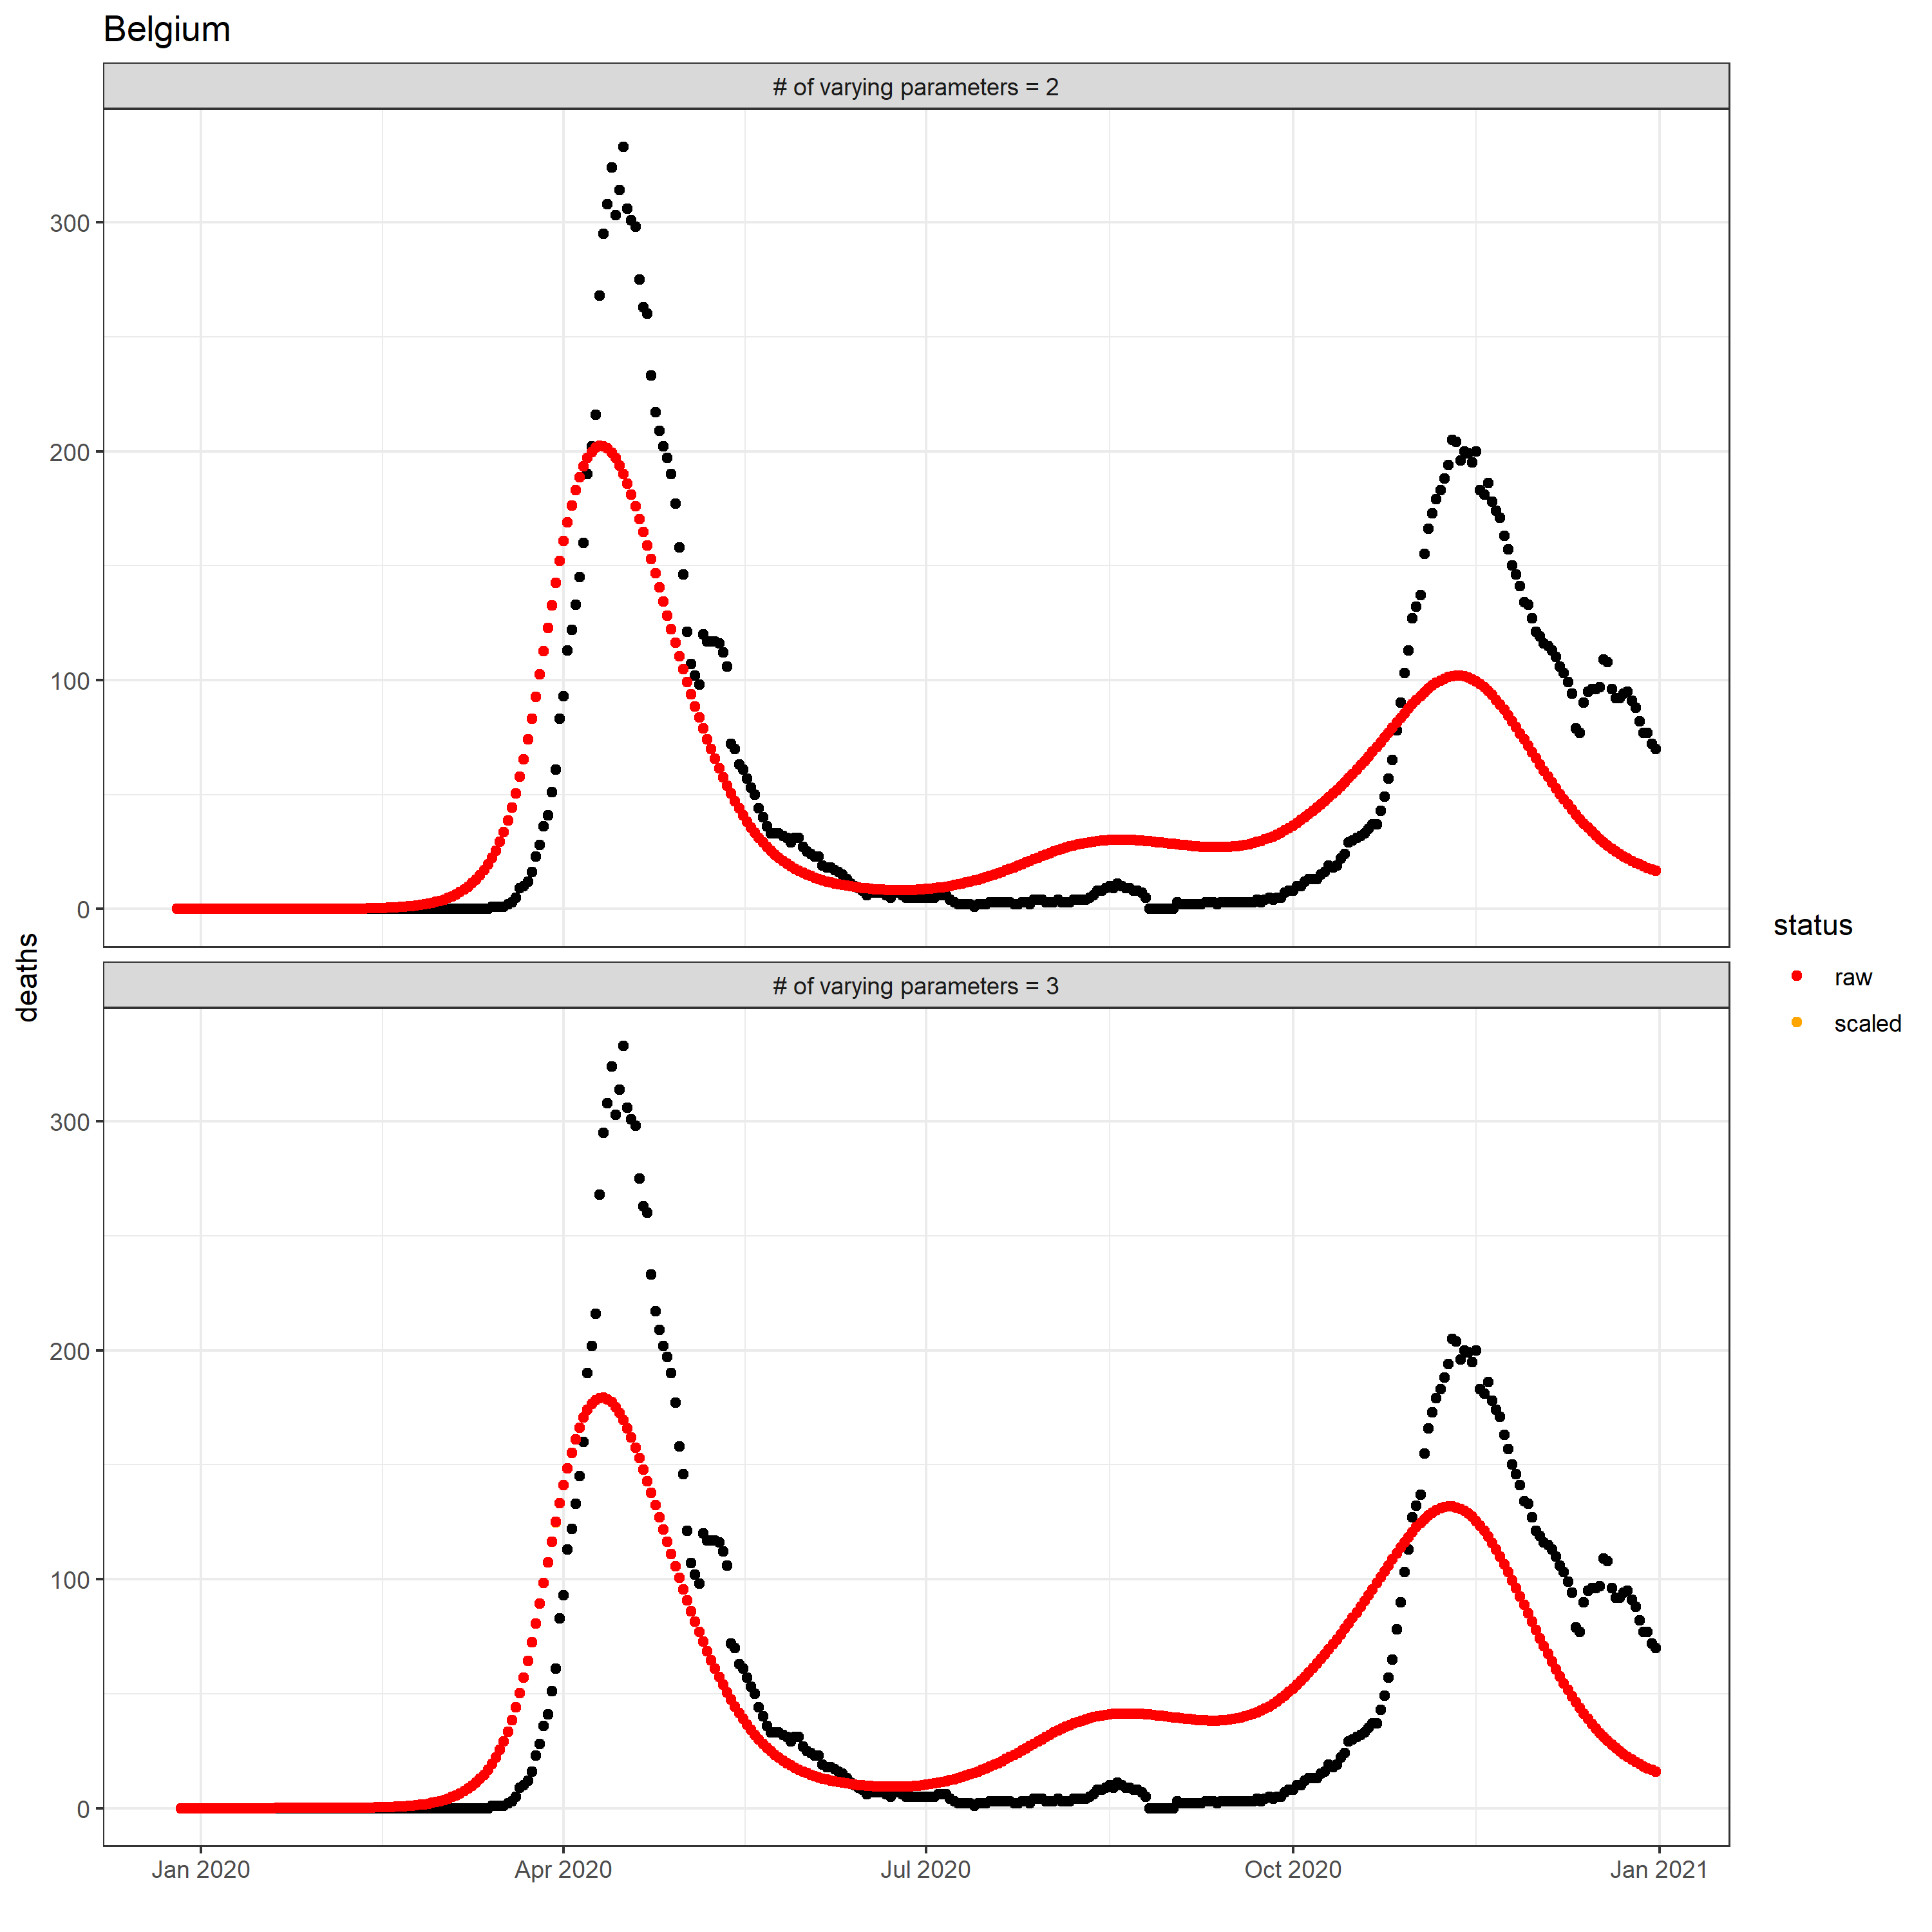 Belgium
# of varying parameters = 2
300
200
100
0
deaths
status
raw
scaled
# of varying parameters = 3
300
200
100
0
Jan 2020 Apr 2020 Jul 2020 Oct 2020 Jan 2021